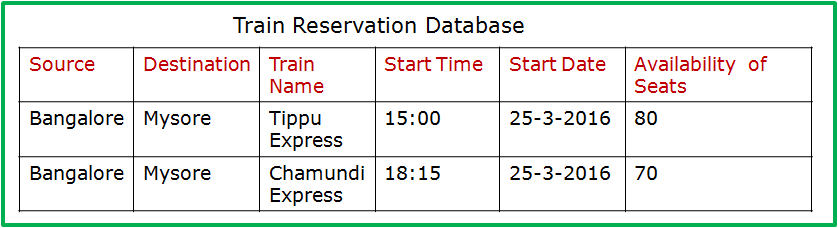 Train Reservation Database
Source Destination Train Name Start Time Start Date Availability of Seats
Bangalore Mysore Tippu Express 15:00 25-3-2016 80
Bangalore Mysore Chamundi Express 18:15 25-3-2016 70